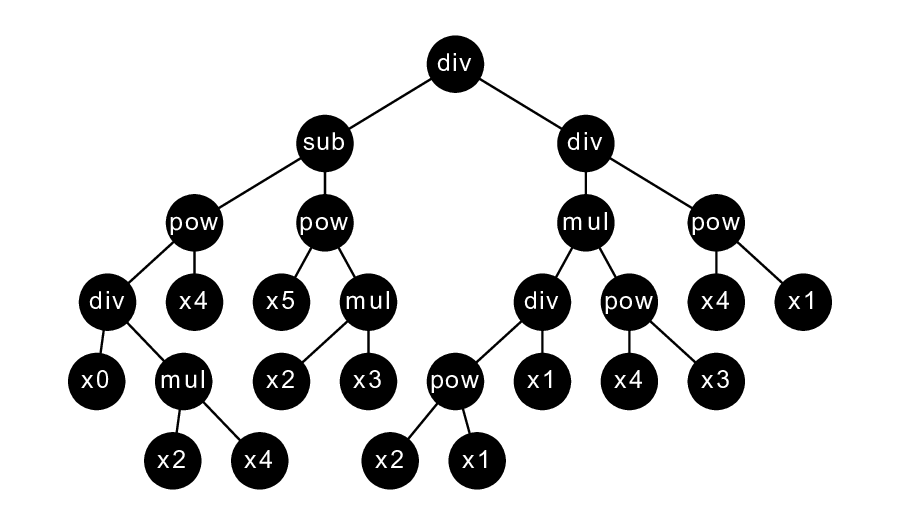 div
sub div
pow pow mul pow
div x4 x5 mul div pow x4 x1
x0 mul x2 x3 pow x1 x4 x3
x2 x4 x2 x1